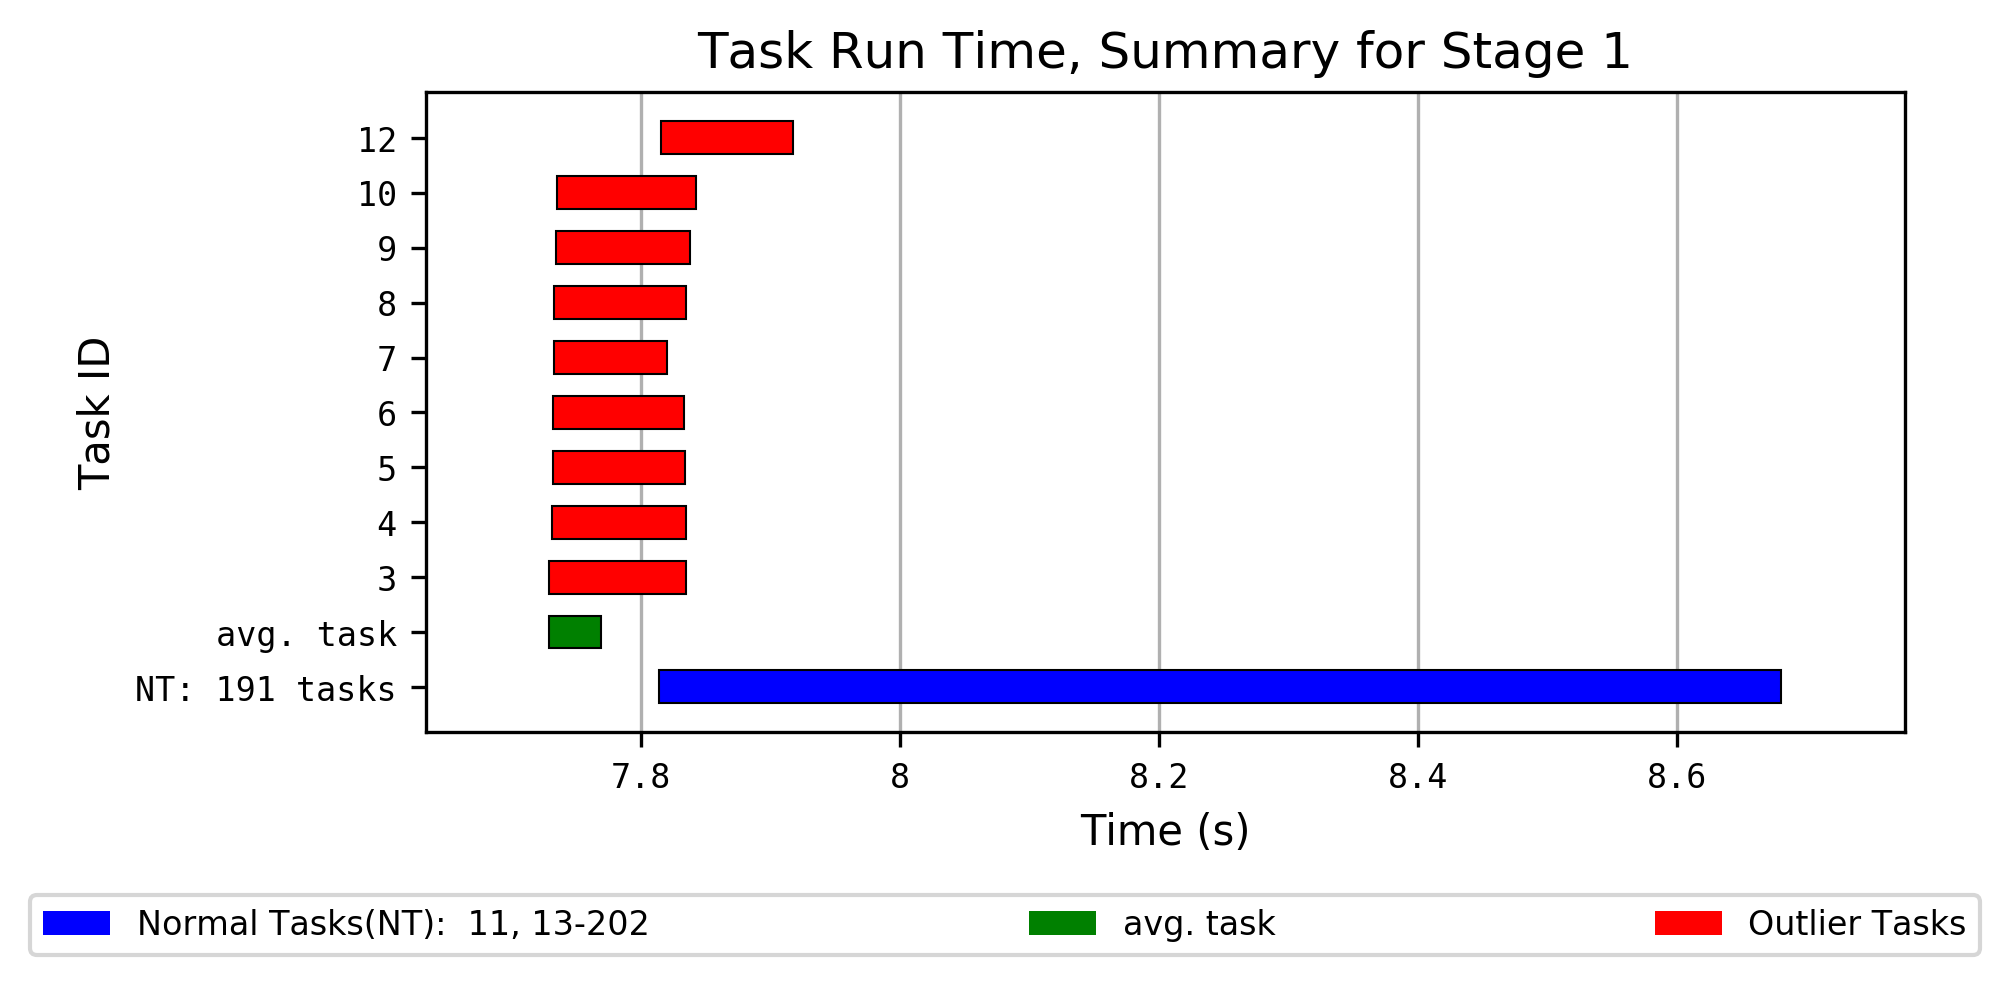 Task Run Time, Summary for Stage 1
12
10
9
8
7
6
5
4
3
avg. task
NT: 191 tasks
Task ID
7.8 8 8.2 8.4 8.6
Time (s)
Normal Tasks(NT):  11, 13-202 avg. task Outlier Tasks